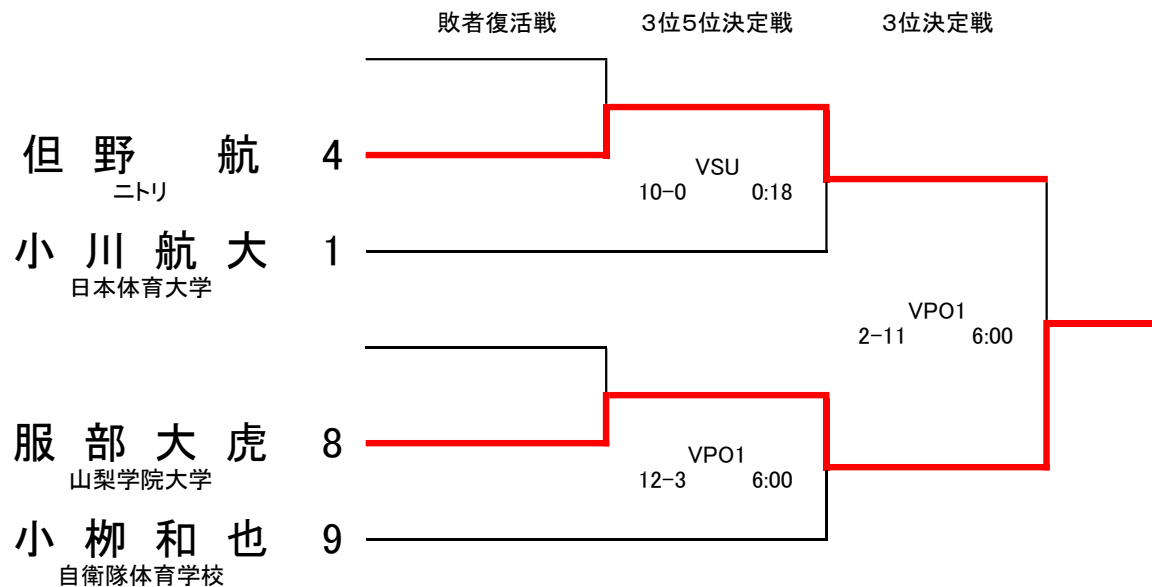 敗者復活戦 3位5位決定戦 3位決定戦
但野 航 4
ニトリ
VSU
10-0 0:18
小川航大 1
日本体育大学
VPO1
2-11 6:00
服部大虎 8
山梨学院大学
VPO1
12-3 6:00
小栁和也 9
自衛隊体育学校